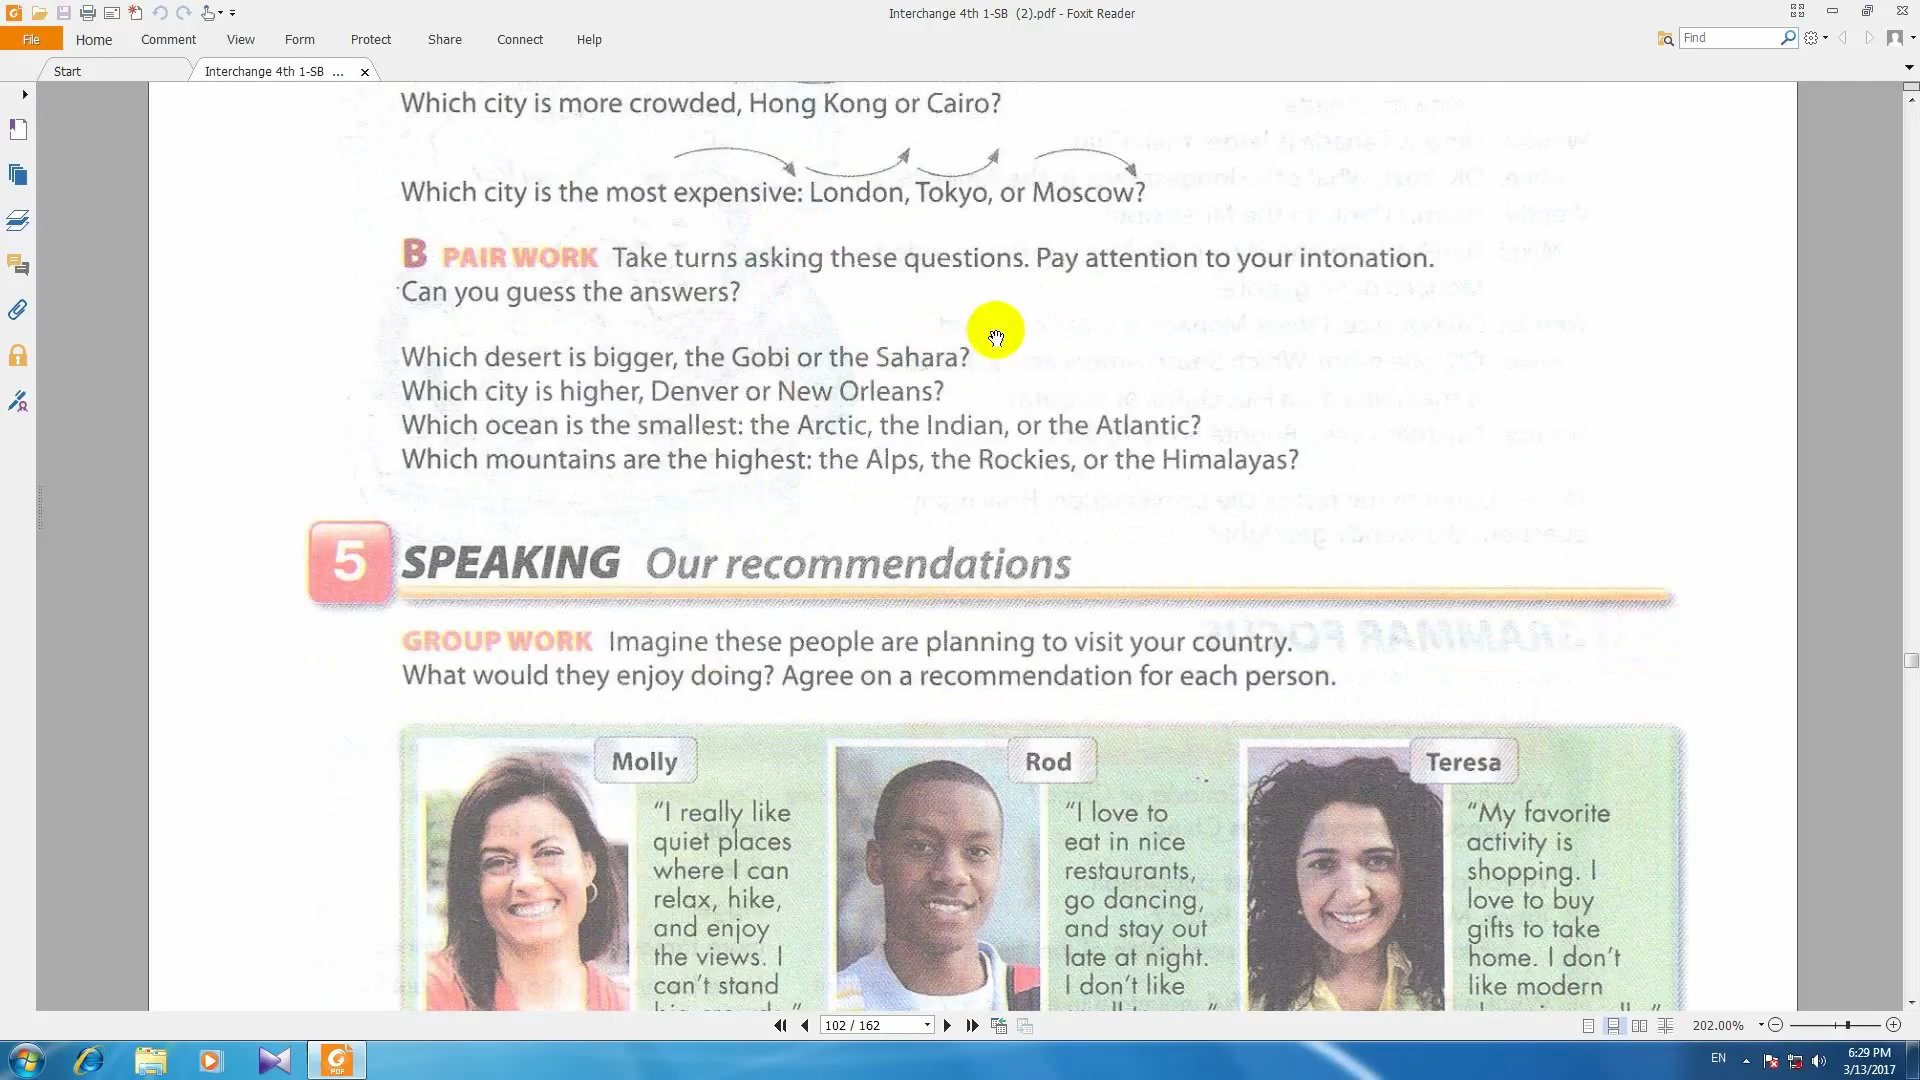 Interchange 4th 1-SB (2).pdf - Foxit Reader
File Home Comment View Form Protect Share Connect Help
Find
Start Interchange 4th 1-SB ...
Which city is more crowded, Hong Kong or Cairo?
Which city is the most expensive: London, Tokyo, or Moscow?
B PAIR WORK Take turns asking these questions. Pay attention to your intonation.
Can you guess the answers?
Which desert is bigger, the Gobi or the Sahara?
Which city is higher, Denver or New Orleans?
Which ocean is the smallest: the Arctic, the Indian, or the Atlantic?
Which mountains are the highest: the Alps, the Rockies, or the Himalayas?
5 SPEAKING Our recommendations
GROUP WORK Imagine these people are planning to visit your country.
What would they enjoy doing? Agree on a recommendation for each person.
Molly
“I really like
quiet places
where I can
relax, hike,
and enjoy
the views. I
can’t stand
Rod
“I love to
eat in nice
restaurants,
go dancing,
and stay out
late at night.
I don’t like
Teresa
“My favorite
activity is
shopping. I
love to buy
gifts to take
home. I don’t
like modern
102 / 162
202.00%
EN
6:29 PM
3/13/2017